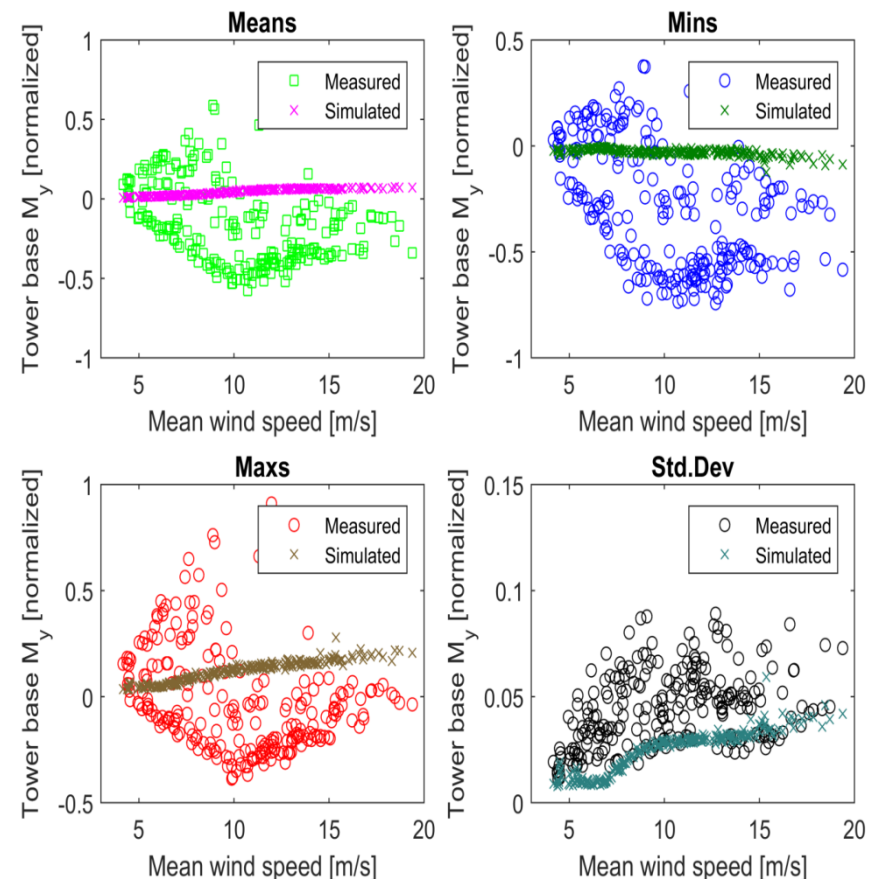 Means
Tower base M_y [normalized]
1
0.5
0
-0.5
-1
Measured
Simulated
5 10 15 20
Mean wind speed [m/s]
Mins
Tower base M_y [normalized]
0.5
0
-0.5
-1
Measured
Simulated
5 10 15 20
Mean wind speed [m/s]
Maxs
Tower base M_y [normalized]
1
0.5
0
-0.5
Measured
Simulated
5 10 15 20
Mean wind speed [m/s]
Std.Dev
Tower base M_y [normalized]
0.15
0.1
0.05
0
Measured
Simulated
5 10 15 20
Mean wind speed [m/s]